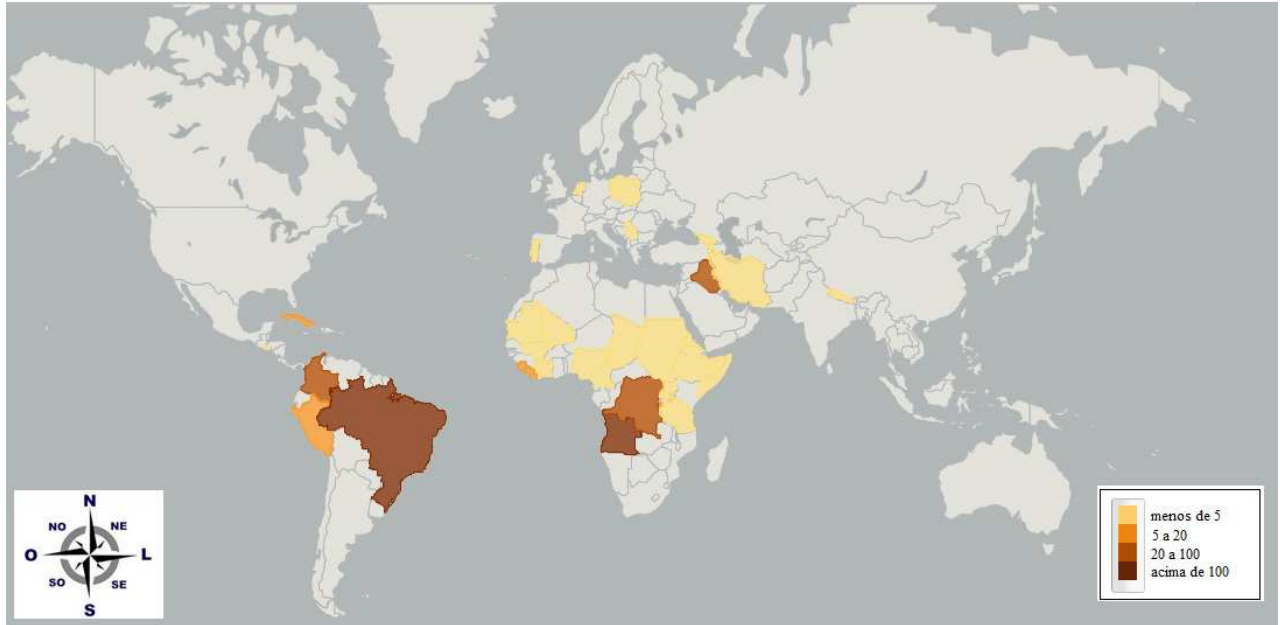 N
NO NE
O L
SO SE
S
menos de 5
5 a 20
20 a 100
acima de 100